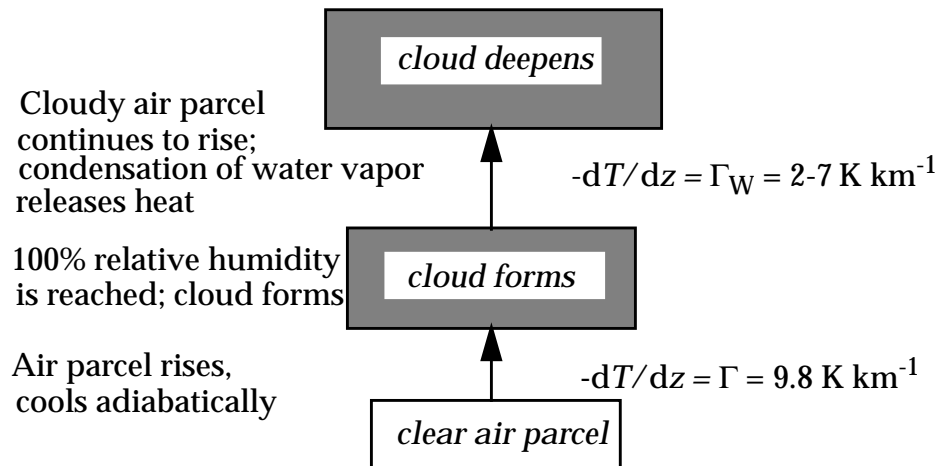 cloud deepens
Cloudy air parcel
continues to rise;
condensation of water vapor
releases heat
-dT/dz = Γ_W = 2-7 K km⁻¹
100% relative humidity
is reached; cloud forms
cloud forms
Air parcel rises,
cools adiabatically
-dT/dz = Γ = 9.8 K km⁻¹
clear air parcel